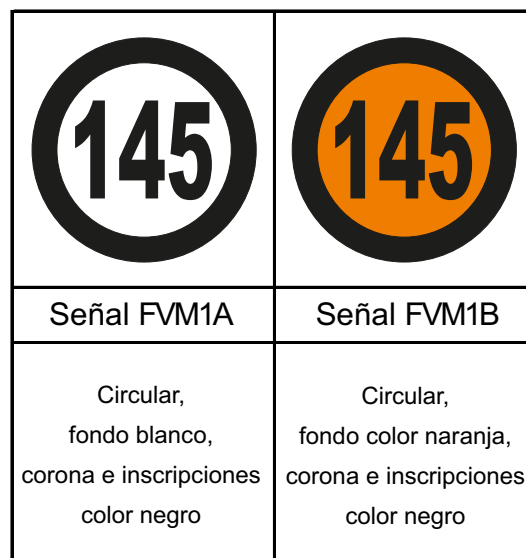 145
145
Señal FVM1A
Señal FVM1B
Circular,
fondo blanco,
corona e inscripciones
color negro
Circular,
fondo color naranja,
corona e inscripciones
color negro